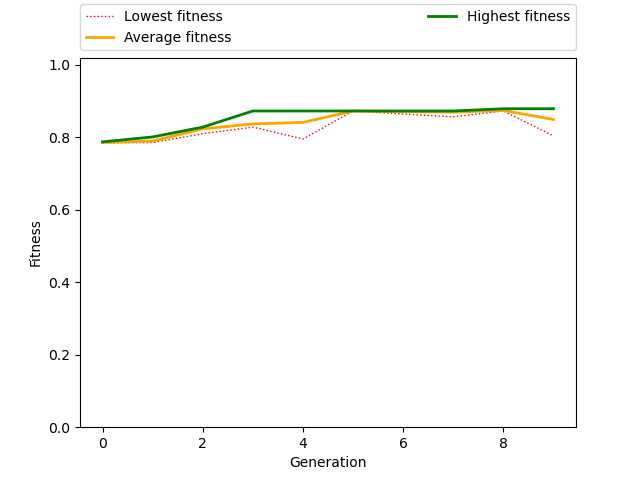 Lowest fitness
Average fitness
Highest fitness
1.0
0.8
0.6
0.4
0.2
0.0
Fitness
0 2 4 6 8
Generation